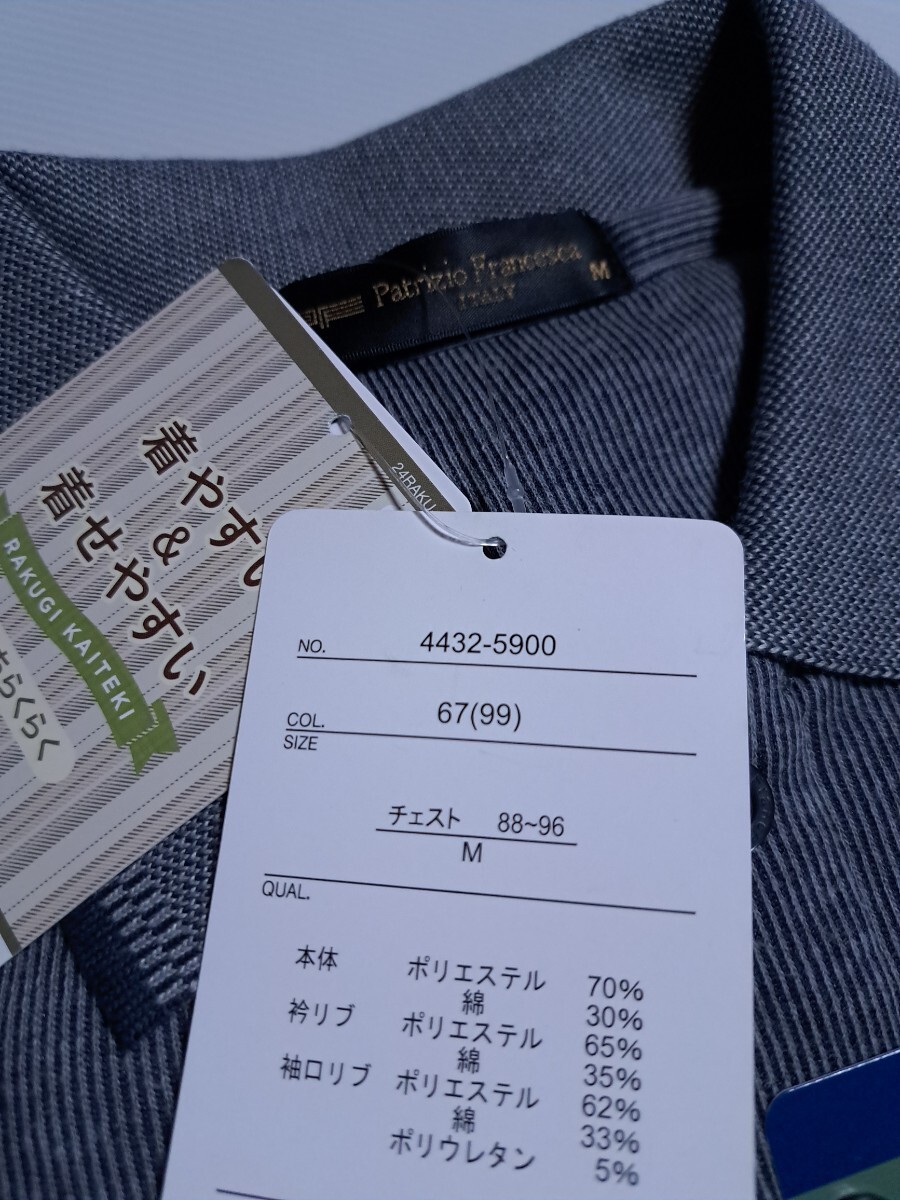 Patrizio Francesca M
ITALY
24RAKU
着やすい
&
着せやすい
RAKUGI KAITEKI
らくらく
NO. 4432-5900
COL. 67(99)
SIZE
チェスト 88~96
M
QUAL.
本体 ポリエステル 70%
綿 30%
衿リブ ポリエステル 65%
綿 35%
袖口リブ ポリエステル 62%
綿 33%
ポリウレタン 5%